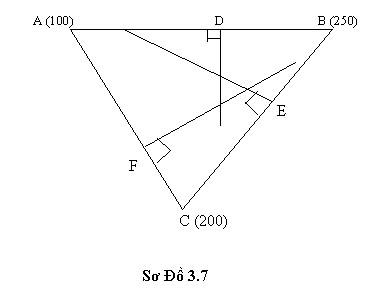 A (100) D B (250)
E
F
C (200)
Sơ Đồ 3.7